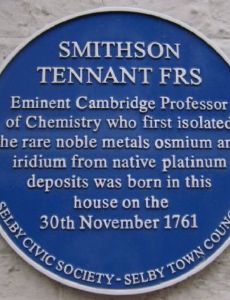 SMITHSON
TENNANT FRS
Eminent Cambridge Professor
of Chemistry who first isolated
the rare noble metals osmium and
iridium from native platinum
deposits was born in this
house on the
30th November 1761
SELBY CIVIC SOCIETY - SELBY TOWN COUNC